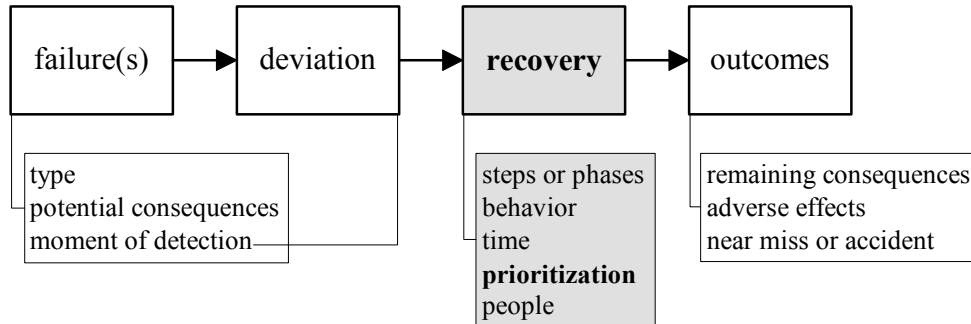 failure(s)
deviation
recovery
outcomes
type
potential consequences
moment of detection
steps or phases
behavior
time
prioritization
people
remaining consequences
adverse effects
near miss or accident